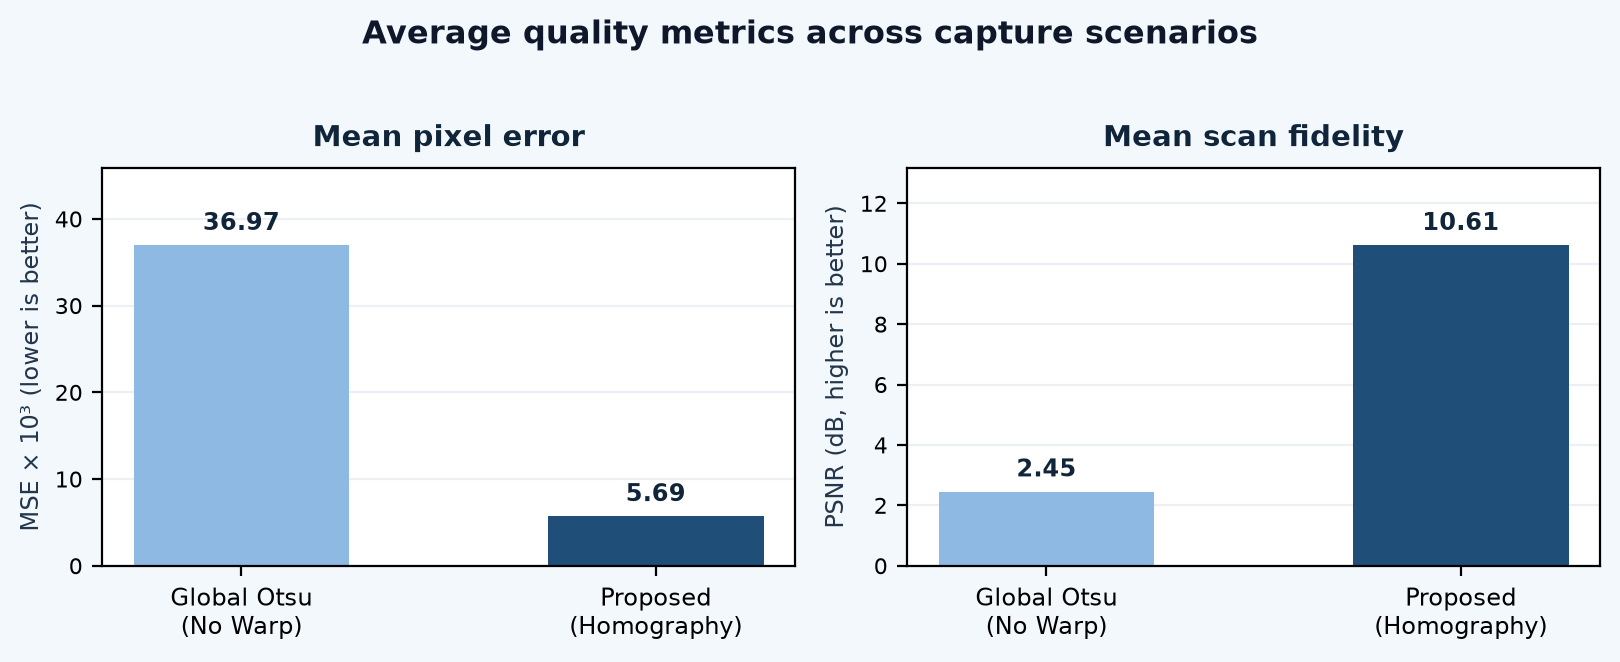 Average quality metrics across capture scenarios
Mean pixel error
MSE × 10³ (lower is better)
40
30
20
10
0
36.97
5.69
Global Otsu
(No Warp)
Proposed
(Homography)
Mean scan fidelity
PSNR (dB, higher is better)
12
10
8
6
4
2
0
2.45
10.61
Global Otsu
(No Warp)
Proposed
(Homography)